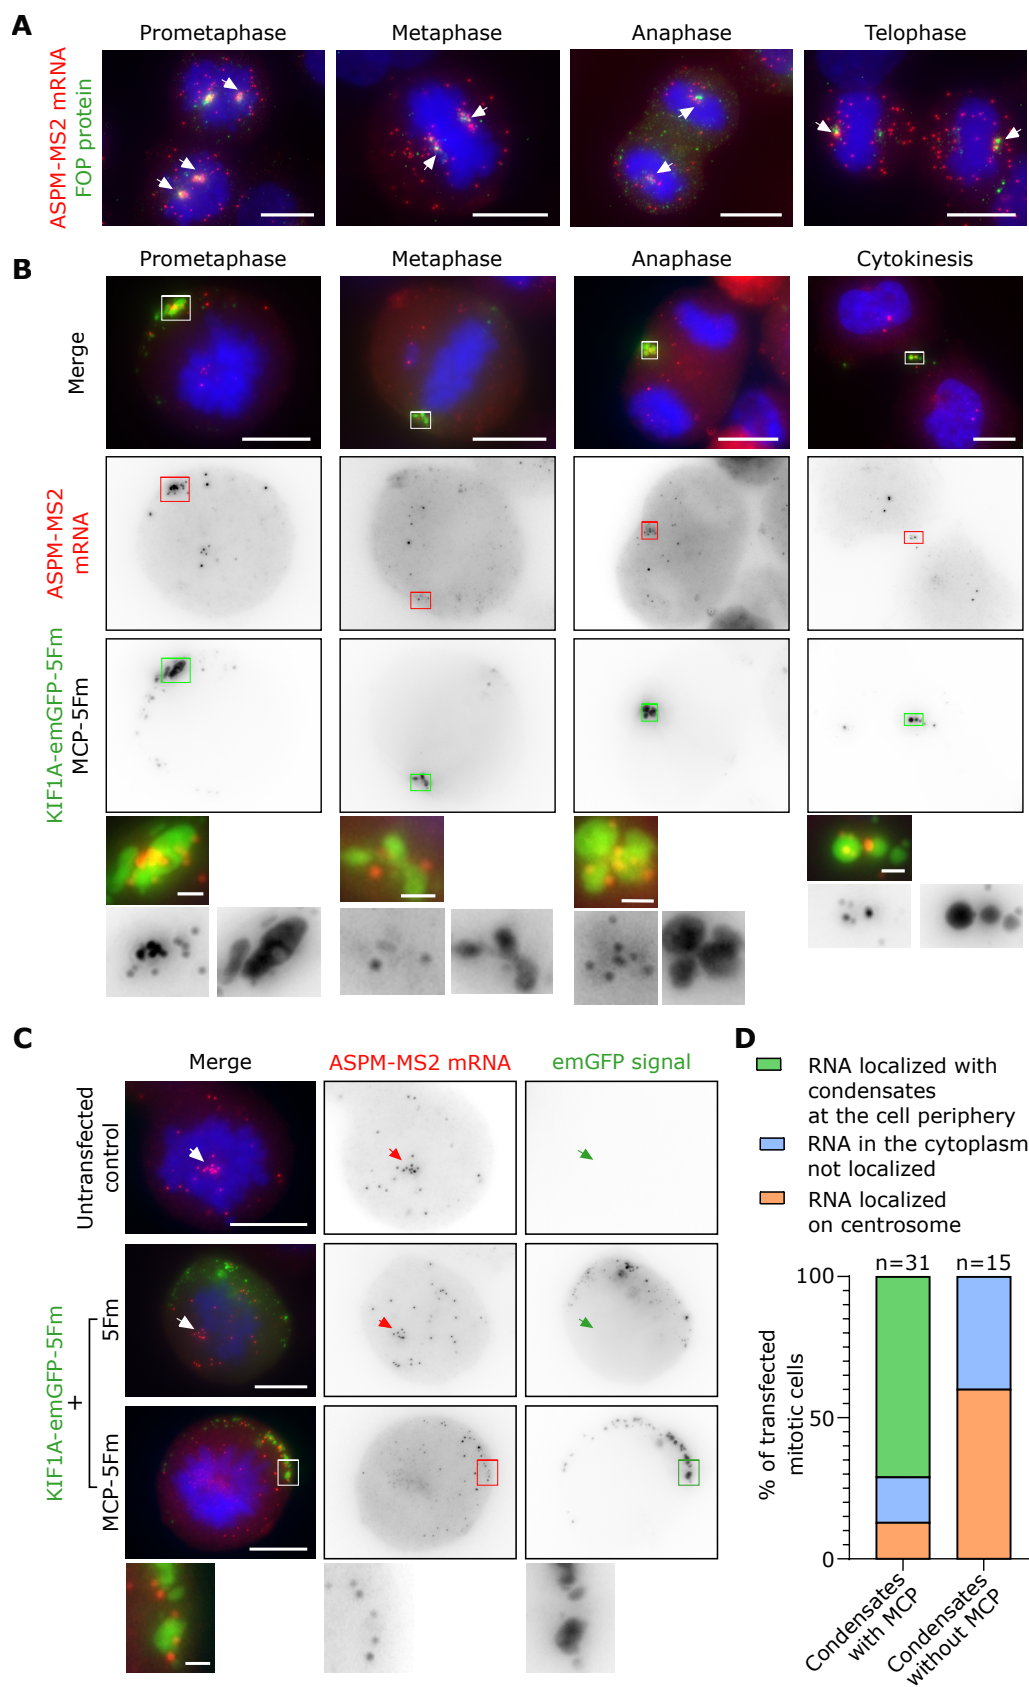 A
Prometaphase
Metaphase
Anaphase
Telophase
ASPM-MS2 mRNA
FOP protein
B
Prometaphase
Metaphase
Anaphase
Cytokinesis
Merge
ASPM-MS2
mRNA
KIF1A-emGFP-5Fm
MCP-5Fm
C
Merge
ASPM-MS2 mRNA
emGFP signal
Untransfected
control
KIF1A-emGFP-5Fm
+
5Fm
MCP-5Fm
D
RNA localized with
condensates
at the cell periphery
RNA in the cytoplasm
not localized
RNA localized
on centrosome
n=31 n=15
100
50
0
% of transfected
mitotic cells
Condensates
with MCP
Condensates
without MCP